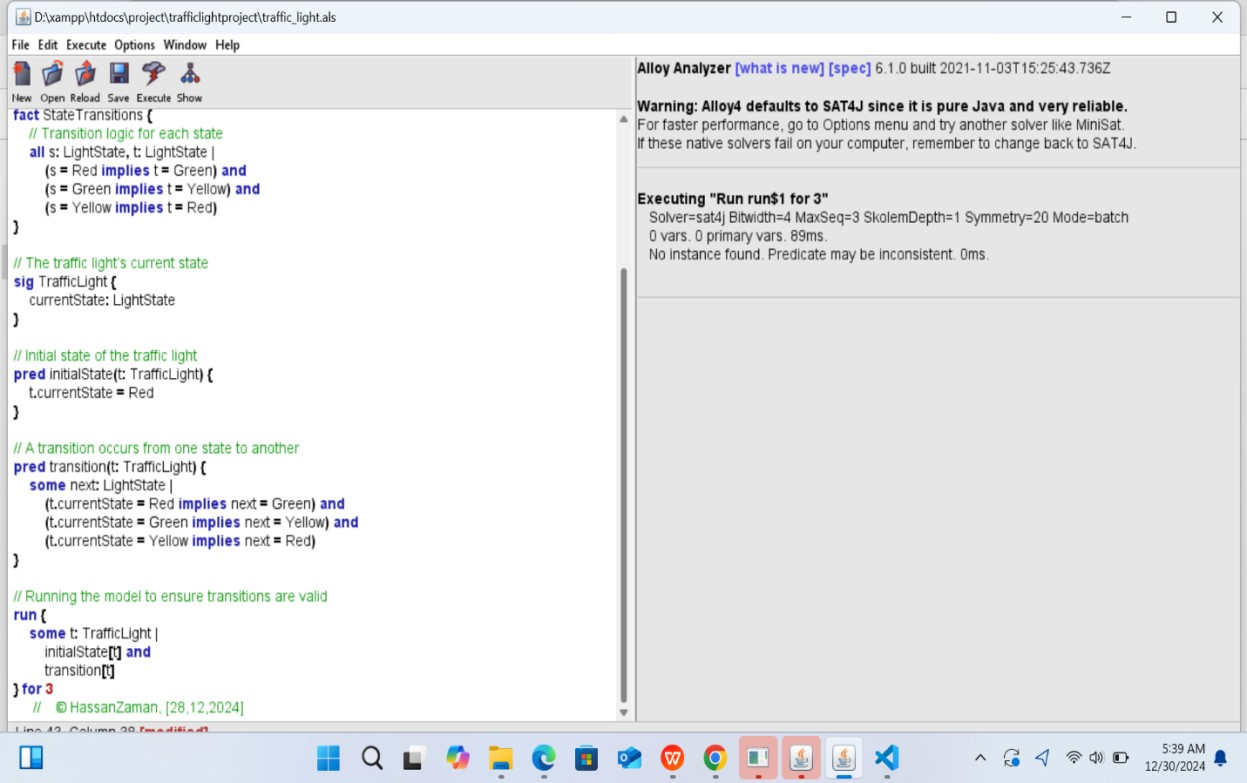 D:\xampp\htdocs\project\trafficlightproject\traffic_light.als
File Edit Execute Options Window Help
New Open Reload Save Execute Show
fact StateTransitions {
// Transition logic for each state
all s: LightState, t: LightState |
(s = Red implies t = Green) and
(s = Green implies t = Yellow) and
(s = Yellow implies t = Red)
}
// The traffic light's current state
sig TrafficLight {
currentState: LightState
}
// Initial state of the traffic light
pred initialState(t: TrafficLight) {
t.currentState = Red
}
// A transition occurs from one state to another
pred transition(t: TrafficLight) {
some next: LightState |
(t.currentState = Red implies next = Green) and
(t.currentState = Green implies next = Yellow) and
(t.currentState = Yellow implies next = Red)
}
// Running the model to ensure transitions are valid
run {
some t: TrafficLight |
initialState[t] and
transition[t]
} for 3
// © HassanZaman, [28,12,2024]
Line 43, Column 38 [modified]
Alloy Analyzer [what is new] [spec] 6.1.0 built 2021-11-03T15:25:43.736Z
Warning: Alloy4 defaults to SAT4J since it is pure Java and very reliable.
For faster performance, go to Options menu and try another solver like MiniSat.
If these native solvers fail on your computer, remember to change back to SAT4J.
Executing "Run run$1 for 3"
Solver=sat4j Bitwidth=4 MaxSeq=3 SkolemDepth=1 Symmetry=20 Mode=batch
0 vars. 0 primary vars. 89ms.
No instance found. Predicate may be inconsistent. 0ms.
5:39 AM
12/30/2024